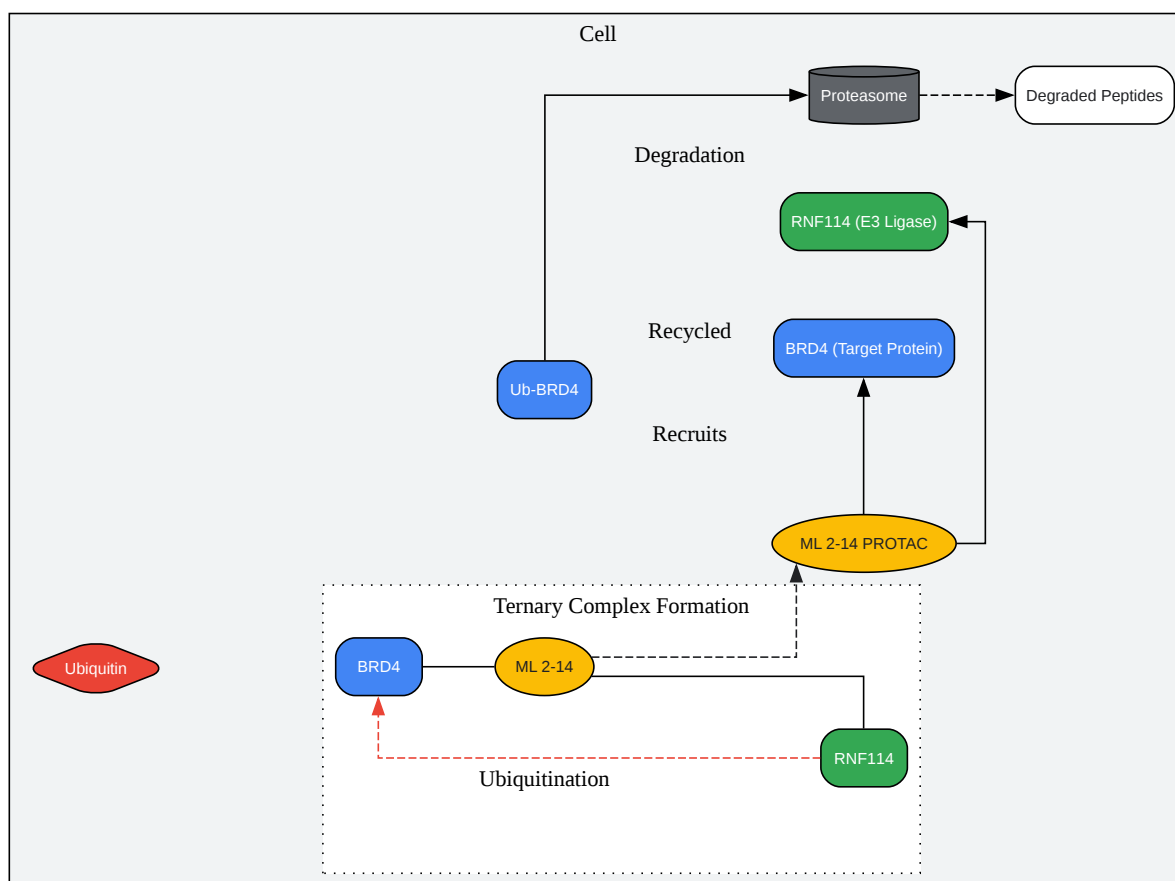 Cell
Proteasome
Degraded Peptides
Degradation
RNF114 (E3 Ligase)
Recycled
BRD4 (Target Protein)
Ub-BRD4
Recruits
ML 2-14 PROTAC
Ternary Complex Formation
Ubiquitin
BRD4
ML 2-14
RNF114
Ubiquitination